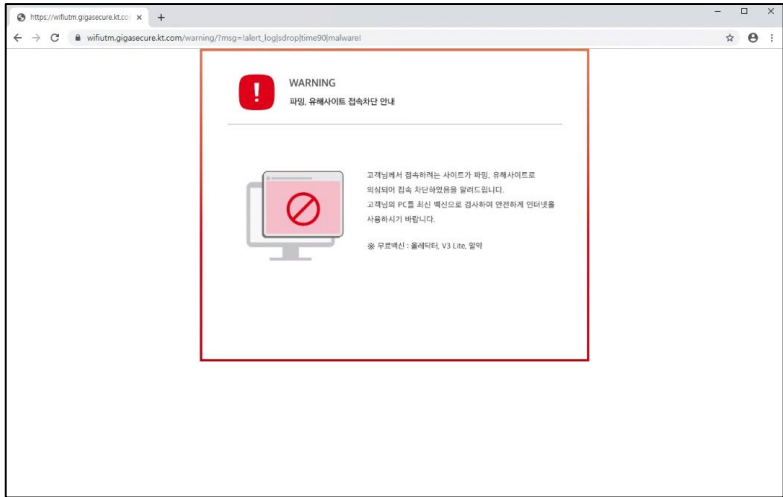 https://wifiutm.gigasecure.kt.co
wifiutm.gigasecure.kt.com/warning/?msg=!alert_log|sdrop|time90|malware!
WARNING
파밍, 유해사이트 접속차단 안내
고객님께서 접속하려는 사이트가 파밍, 유해사이트로
의심되어 접속 차단하였음을 알려드립니다.
고객님의 PC를 최신 백신으로 검사하여 안전하게 인터넷을
사용하시기 바랍니다.
※ 무료백신 : 올레닥터, V3 Lite, 알약